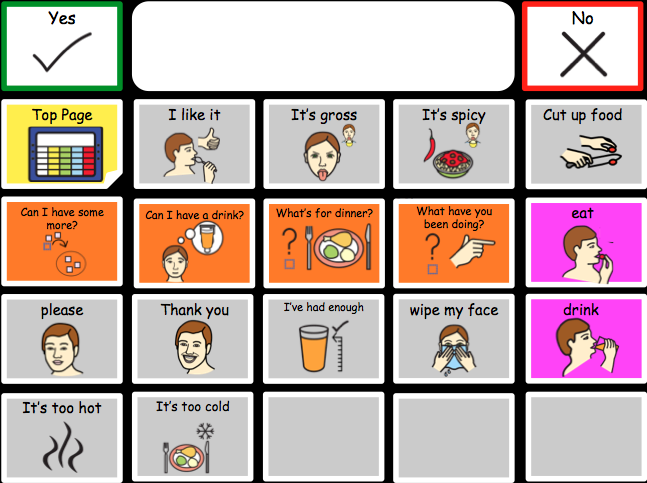 Yes
No
Top Page
I like it
It's gross
It's spicy
Cut up food
Can I have some
more?
Can I have a drink?
What's for dinner?
What have you
been doing?
eat
please
Thank you
I've had enough
wipe my face
drink
It's too hot
It's too cold